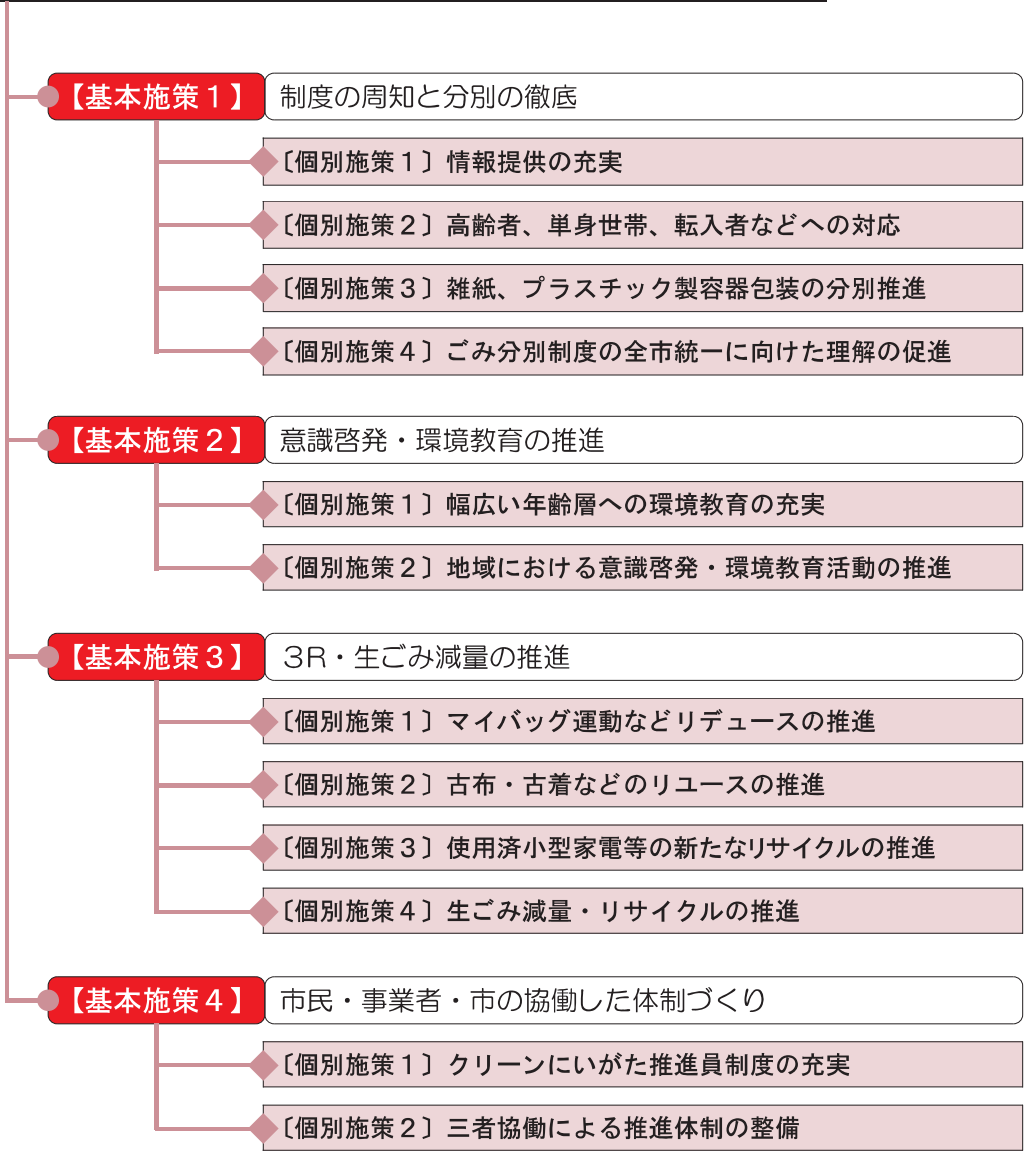 【基本施策１】 制度の周知と分別の徹底
〔個別施策１〕情報提供の充実
〔個別施策２〕高齢者、単身世帯、転入者などへの対応
〔個別施策３〕雑紙、プラスチック製容器包装の分別推進
〔個別施策４〕ごみ分別制度の全市統一に向けた理解の促進
【基本施策２】 意識啓発・環境教育の推進
〔個別施策１〕幅広い年齢層への環境教育の充実
〔個別施策２〕地域における意識啓発・環境教育活動の推進
【基本施策３】 ３Ｒ・生ごみ減量の推進
〔個別施策１〕マイバッグ運動などリデュースの推進
〔個別施策２〕古布・古着などのリユースの推進
〔個別施策３〕使用済小型家電等の新たなリサイクルの推進
〔個別施策４〕生ごみ減量・リサイクルの推進
【基本施策４】 市民・事業者・市の協働した体制づくり
〔個別施策１〕クリーンにいがた推進員制度の充実
〔個別施策２〕三者協働による推進体制の整備